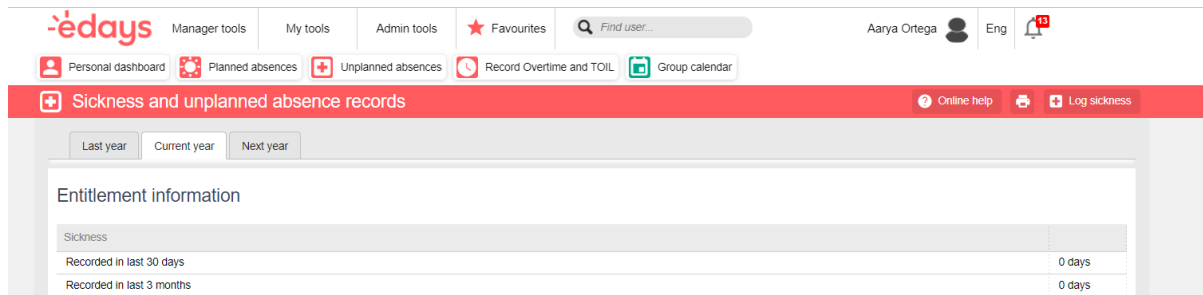 edays Manager tools My tools Admin tools Favourites Find user... Aarya Ortega Eng 13
Personal dashboard Planned absences Unplanned absences Record Overtime and TOIL Group calendar
Sickness and unplanned absence records ? Online help Log sickness
Last year Current year Next year
Entitlement information
Sickness
Recorded in last 30 days 0 days
Recorded in last 3 months 0 days